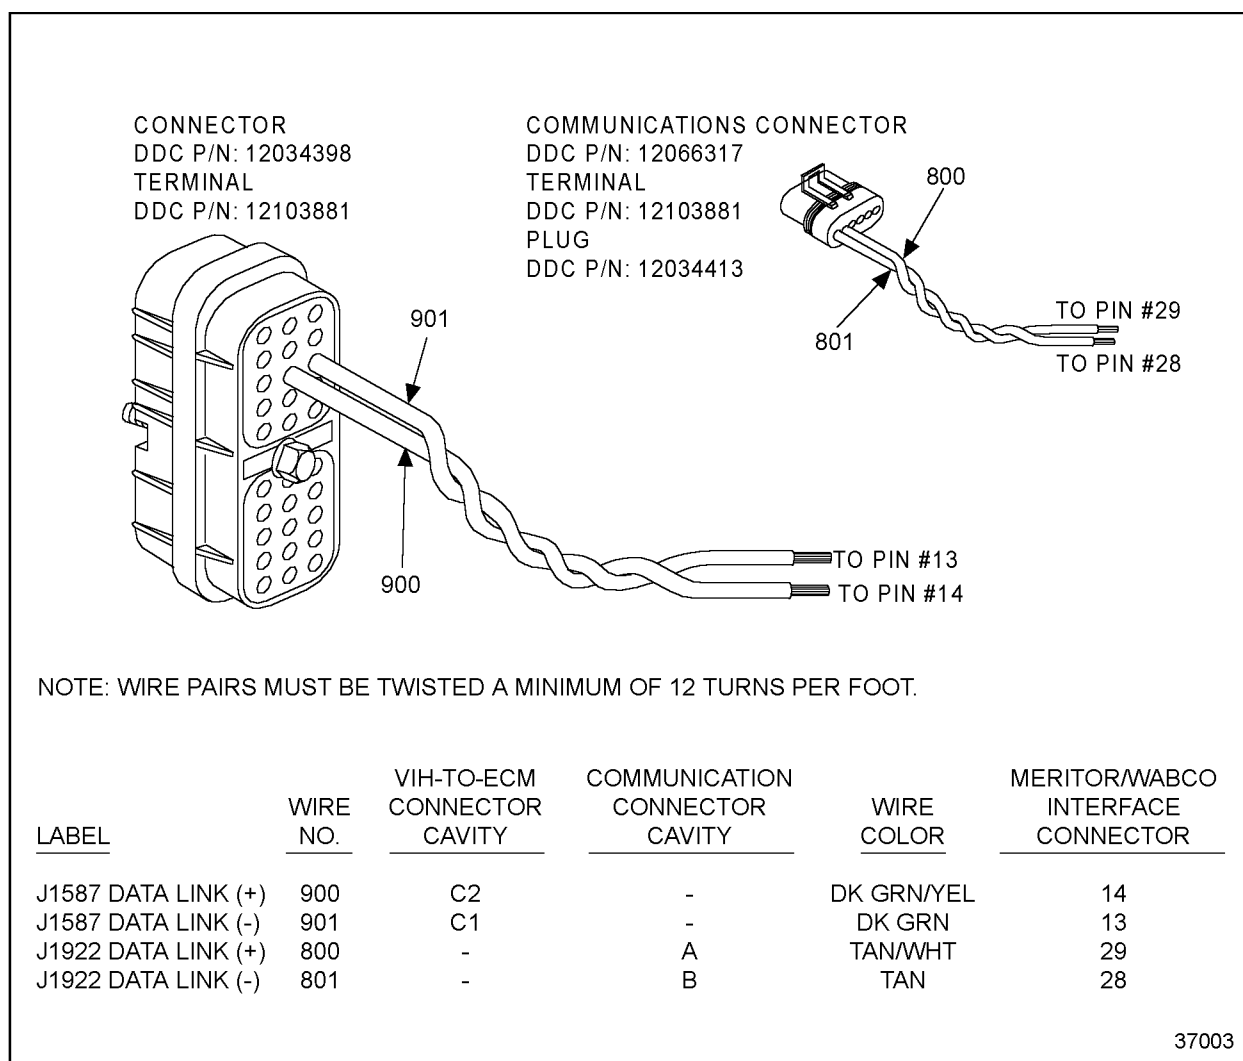 CONNECTOR
DDC P/N: 12034398
TERMINAL
DDC P/N: 12103881
COMMUNICATIONS CONNECTOR
DDC P/N: 12066317
TERMINAL
DDC P/N: 12103881
PLUG
DDC P/N: 12034413
800
801
TO PIN #29
TO PIN #28
901
900
TO PIN #13
TO PIN #14
NOTE: WIRE PAIRS MUST BE TWISTED A MINIMUM OF 12 TURNS PER FOOT.
VIH-TO-ECM COMMUNICATION MERITOR/WABCO
WIRE CONNECTOR CONNECTOR WIRE INTERFACE
LABEL NO. CAVITY CAVITY COLOR CONNECTOR
J1587 DATA LINK (+) 900 C2 - DK GRN/YEL 14
J1587 DATA LINK (-) 901 C1 - DK GRN 13
J1922 DATA LINK (+) 800 - A TAN/WHT 29
J1922 DATA LINK (-) 801 - B TAN 28
37003